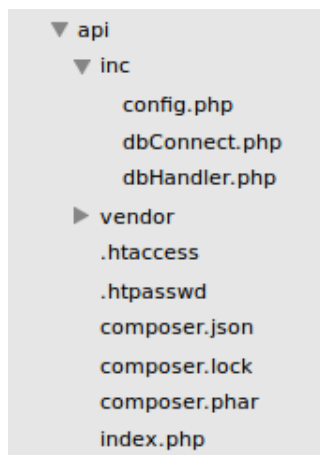 api
inc
config.php
dbConnect.php
dbHandler.php
vendor
.htaccess
.htpasswd
composer.json
composer.lock
composer.phar
index.php